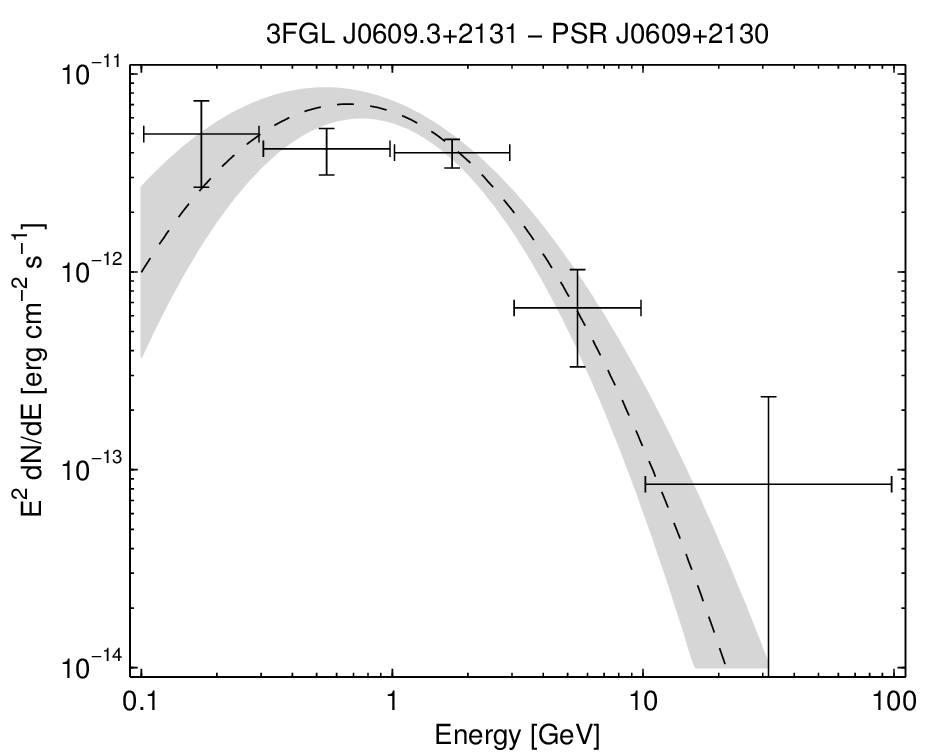 3FGL J0609.3+2131 − PSR J0609+2130
10⁻¹¹
10⁻¹²
10⁻¹³
10⁻¹⁴
E² dN/dE [erg cm⁻² s⁻¹]
0.1 1 10 100
Energy [GeV]